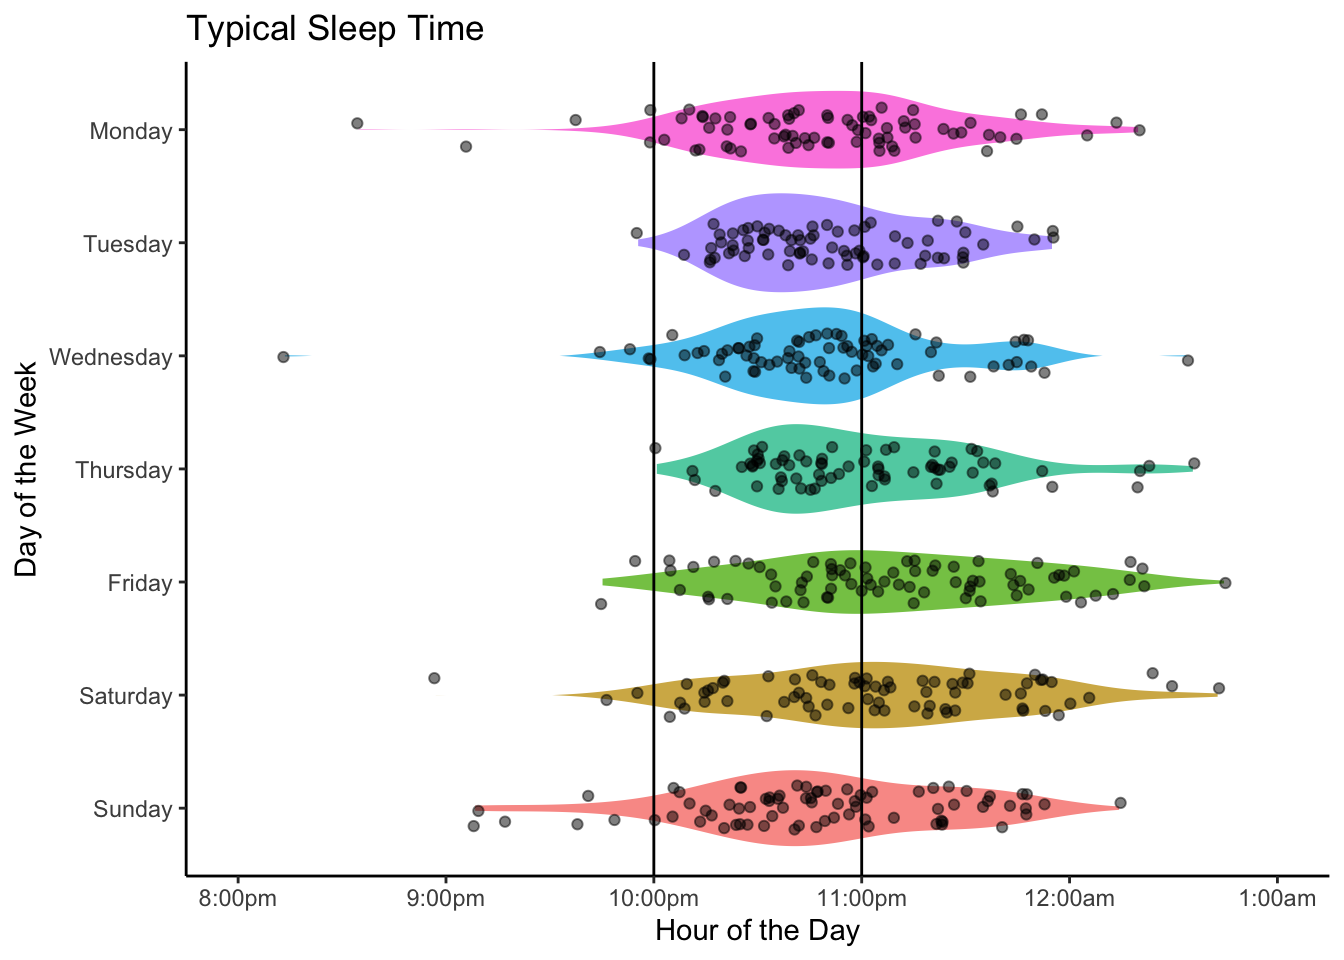 Typical Sleep Time
Day of the Week
Monday
Tuesday
Wednesday
Thursday
Friday
Saturday
Sunday
8:00pm 9:00pm 10:00pm 11:00pm 12:00am 1:00am
Hour of the Day